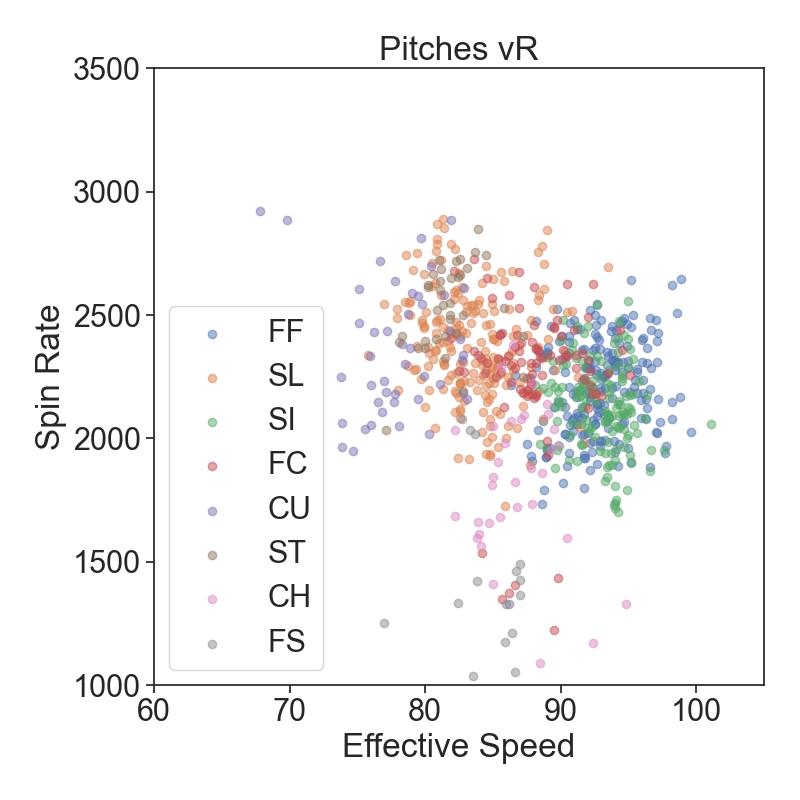 Pitches vR
3500
3000
2500
2000
1500
1000
Spin Rate
FF
SL
SI
FC
CU
ST
CH
FS
60 70 80 90 100
Effective Speed